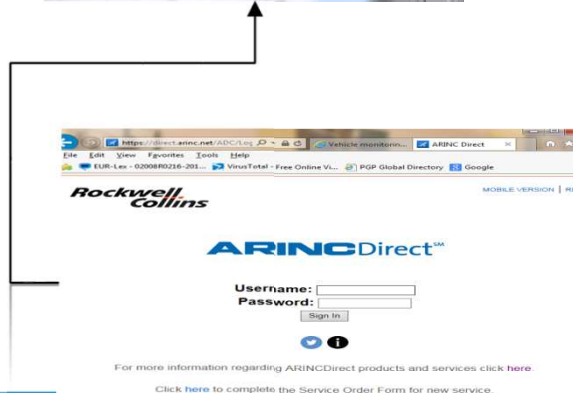 https://direct.arinc.net/ADC/Log
Vehicle monitorin...
ARINC Direct
File Edit View Favorites Tools Help
EUR-Lex - 02008R0216-201... VirusTotal - Free Online Vi... PGP Global Directory Google
Rockwell Collins
MOBILE VERSION |
ARINCDirect℠
Username:
Password:
Sign In
For more information regarding ARINCDirect products and services click here.
Click here to complete the Service Order Form for new service.